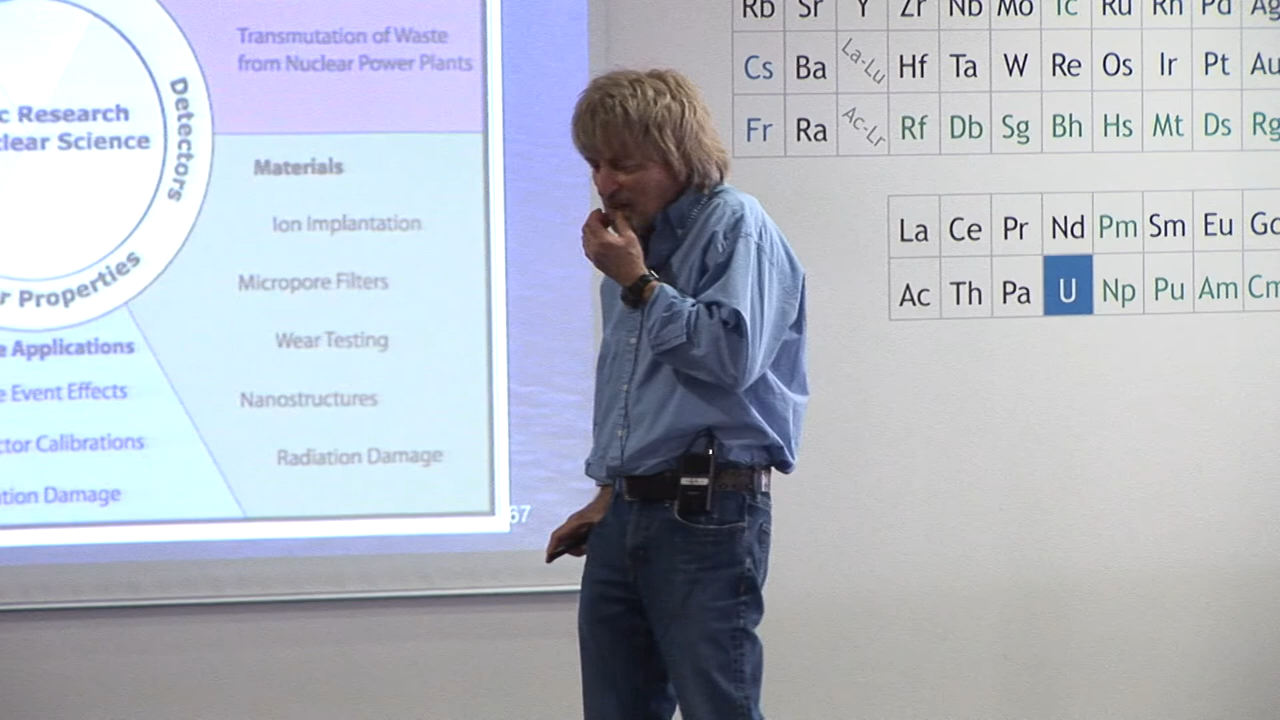 Transmutation of Waste
from Nuclear Power Plants
c Research
clear Science
Detectors
r Properties
Materials
Ion Implantation
Micropore Filters
Wear Testing
Nanostructures
Radiation Damage
e Applications
e Event Effects
ctor Calibrations
tion Damage
67
Rb Sr Y Zr Nb Mo Tc Ru Rh Pd Ag
Cs Ba La-Lu Hf Ta W Re Os Ir Pt Au
Fr Ra Ac-Lr Rf Db Sg Bh Hs Mt Ds Rg
La Ce Pr Nd Pm Sm Eu Gd
Ac Th Pa U Np Pu Am Cm